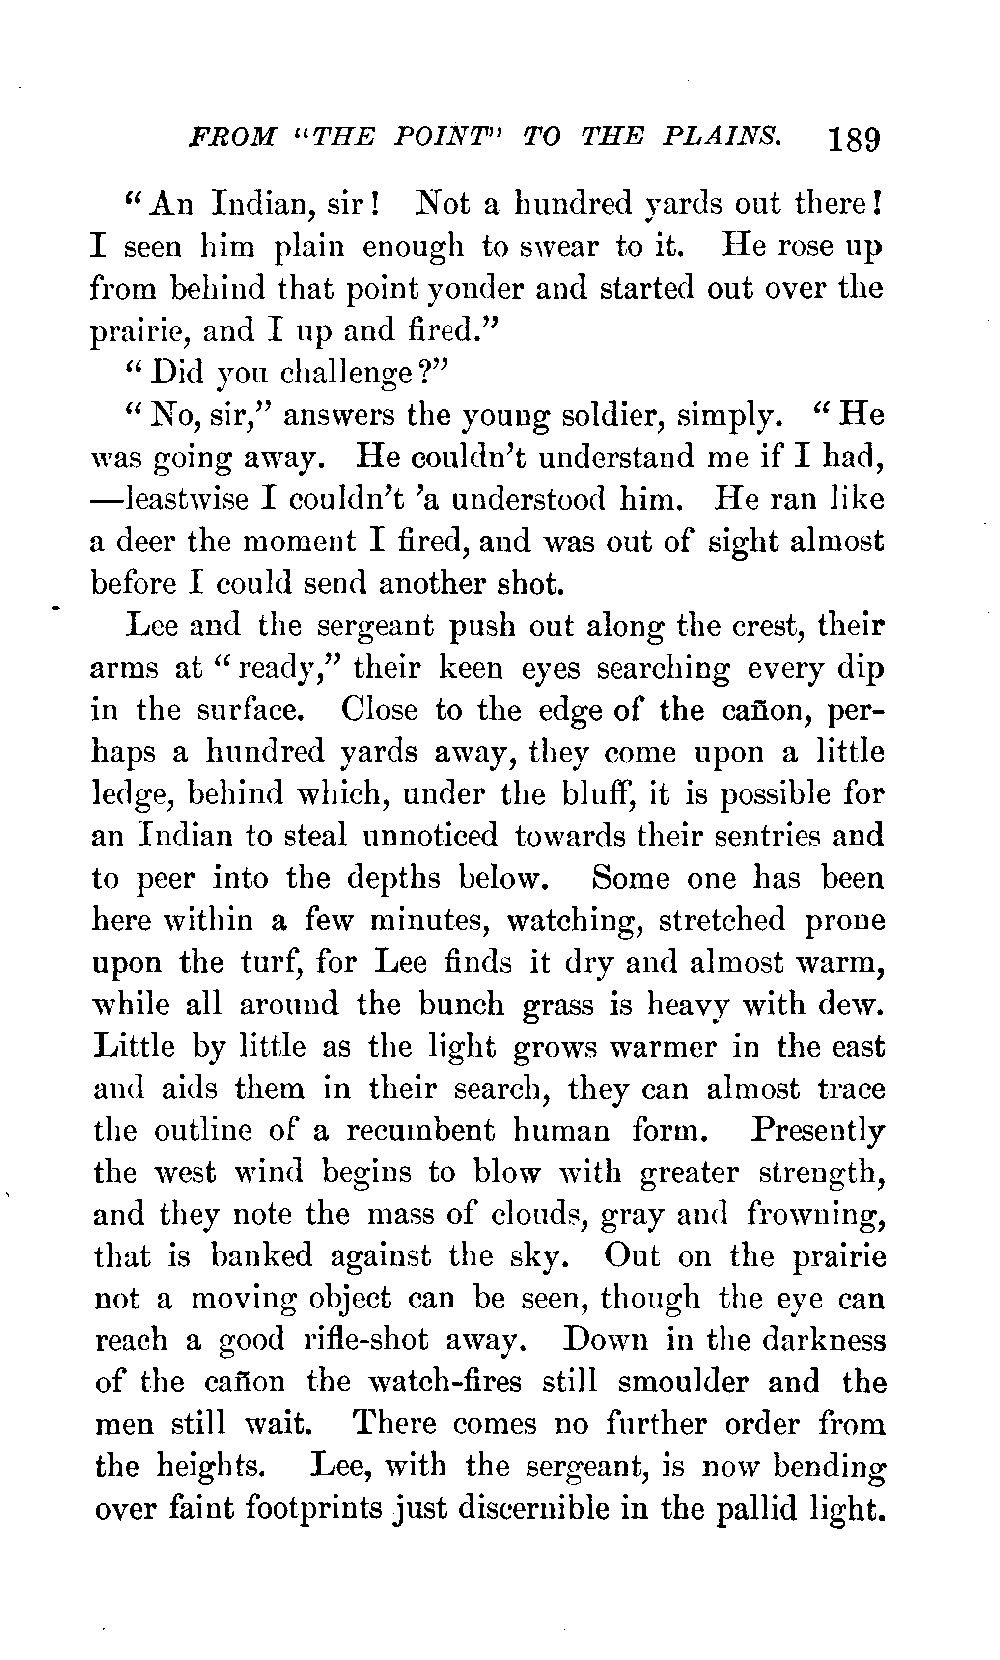 FROM "THE POINT" TO THE PLAINS. 189
"An Indian, sir! Not a hundred yards out there!
I seen him plain enough to swear to it. He rose up
from behind that point yonder and started out over the
prairie, and I up and fired."
"Did you challenge?"
"No, sir," answers the young soldier, simply. "He
was going away. He couldn't understand me if I had,
—leastwise I couldn't 'a understood him. He ran like
a deer the moment I fired, and was out of sight almost
before I could send another shot.
Lee and the sergeant push out along the crest, their
arms at "ready," their keen eyes searching every dip
in the surface. Close to the edge of the cañon, per-
haps a hundred yards away, they come upon a little
ledge, behind which, under the bluff, it is possible for
an Indian to steal unnoticed towards their sentries and
to peer into the depths below. Some one has been
here within a few minutes, watching, stretched prone
upon the turf, for Lee finds it dry and almost warm,
while all around the bunch grass is heavy with dew.
Little by little as the light grows warmer in the east
and aids them in their search, they can almost trace
the outline of a recumbent human form. Presently
the west wind begins to blow with greater strength,
and they note the mass of clouds, gray and frowning,
that is banked against the sky. Out on the prairie
not a moving object can be seen, though the eye can
reach a good rifle-shot away. Down in the darkness
of the cañon the watch-fires still smoulder and the
men still wait. There comes no further order from
the heights. Lee, with the sergeant, is now bending
over faint footprints just discernible in the pallid light.